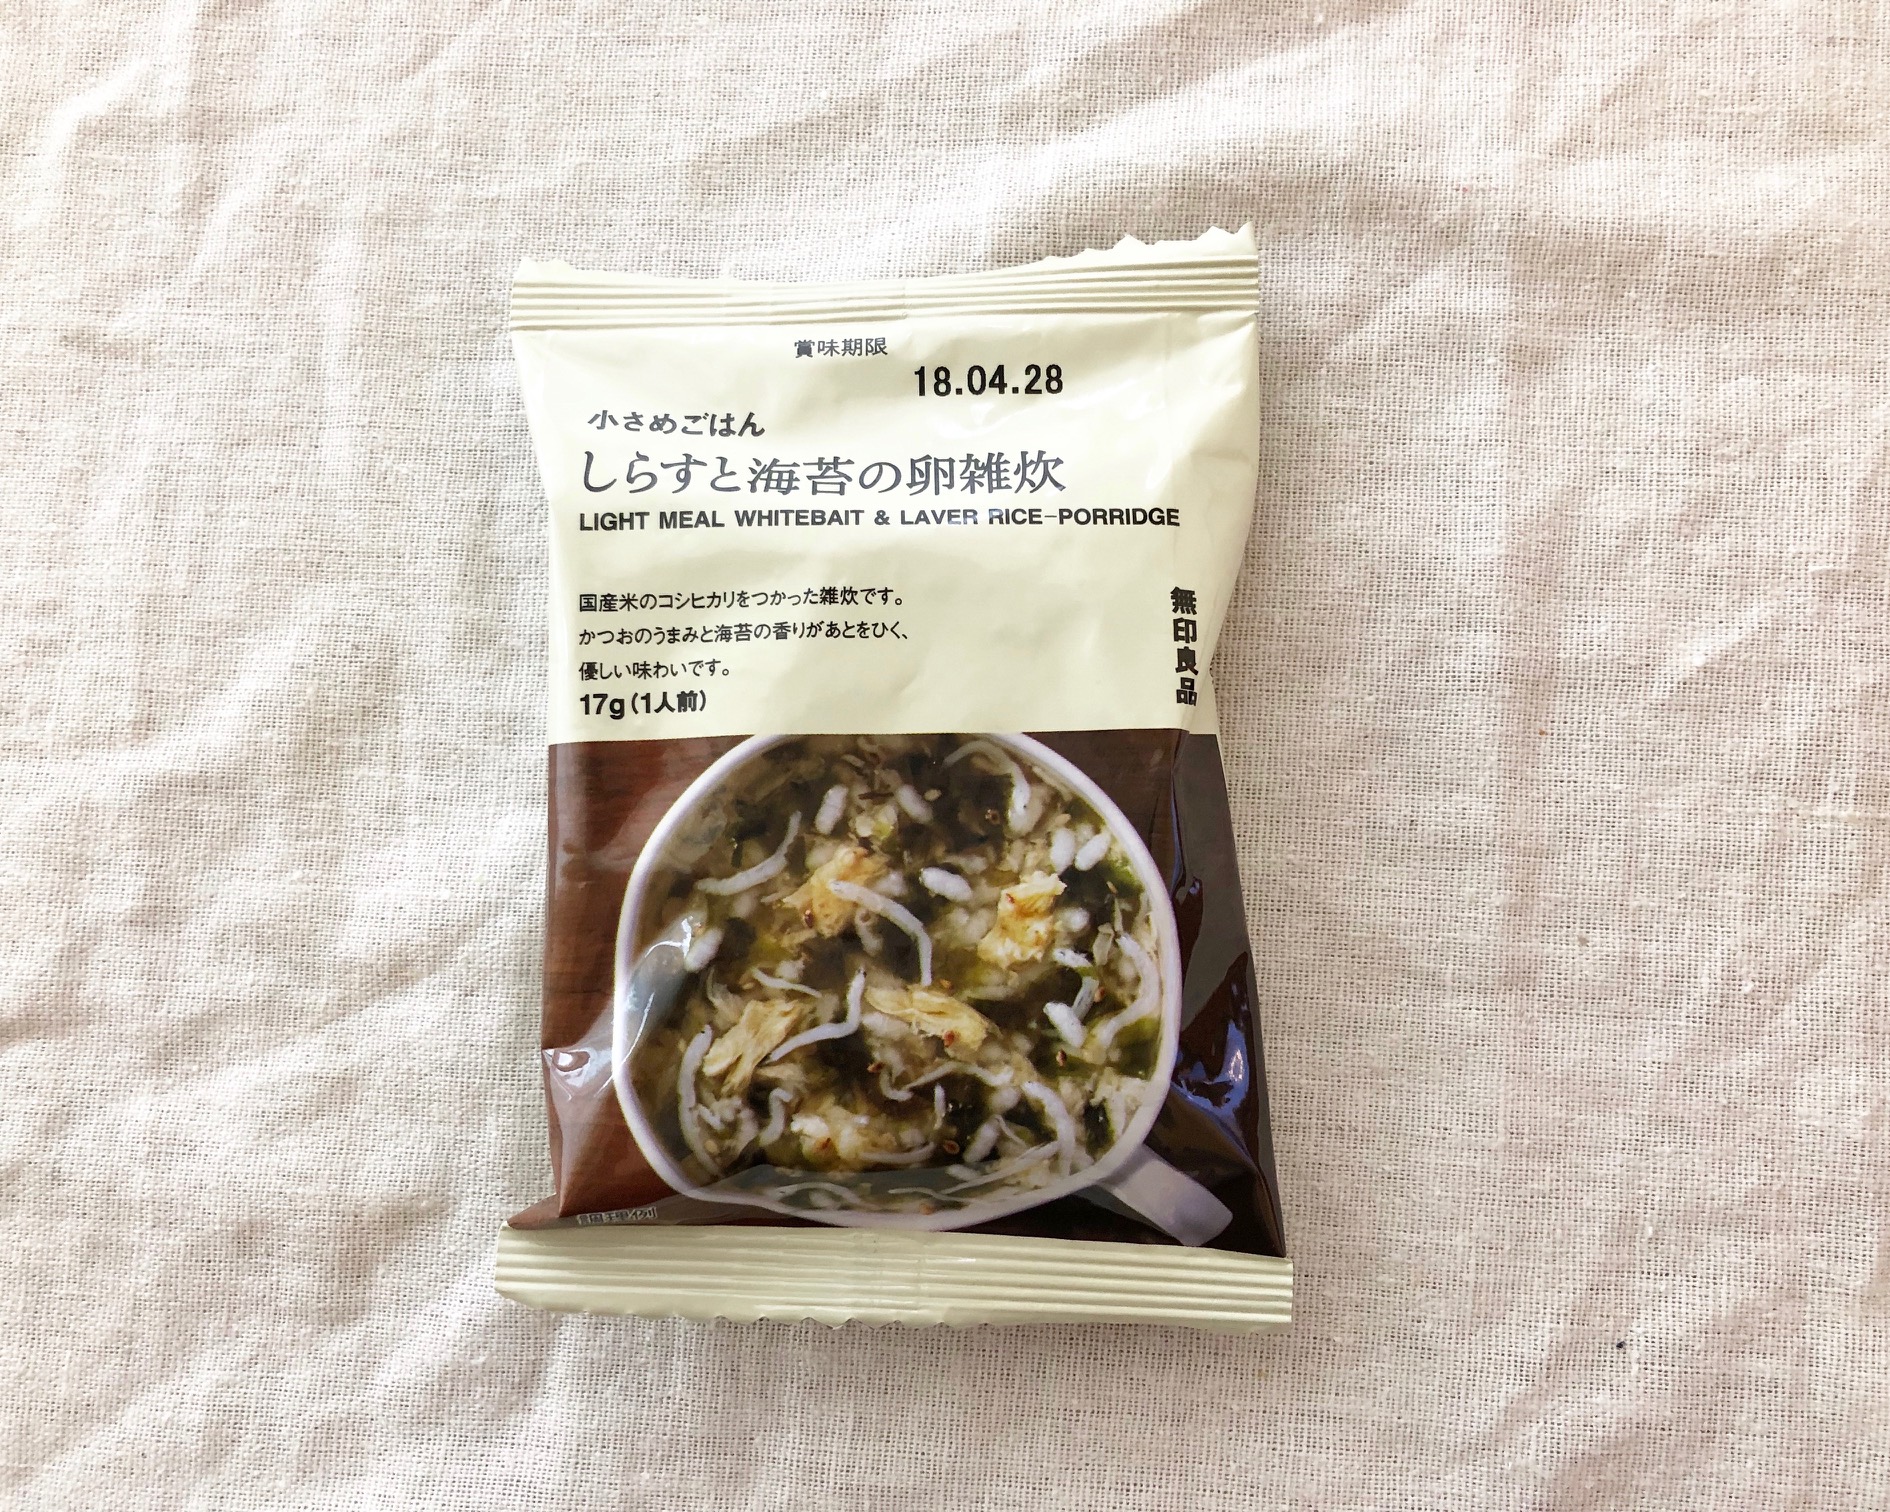 賞味期限
18.04.28
小さめごはん
しらすと海苔の卵雑炊
LIGHT MEAL WHITEBAIT & LAVER RICE-PORRIDGE
国産米のコシヒカリをつかった雑炊です。
かつおのうまみと海苔の香りがあとをひく、
優しい味わいです。
17g(1人前)
無印良品
調理例